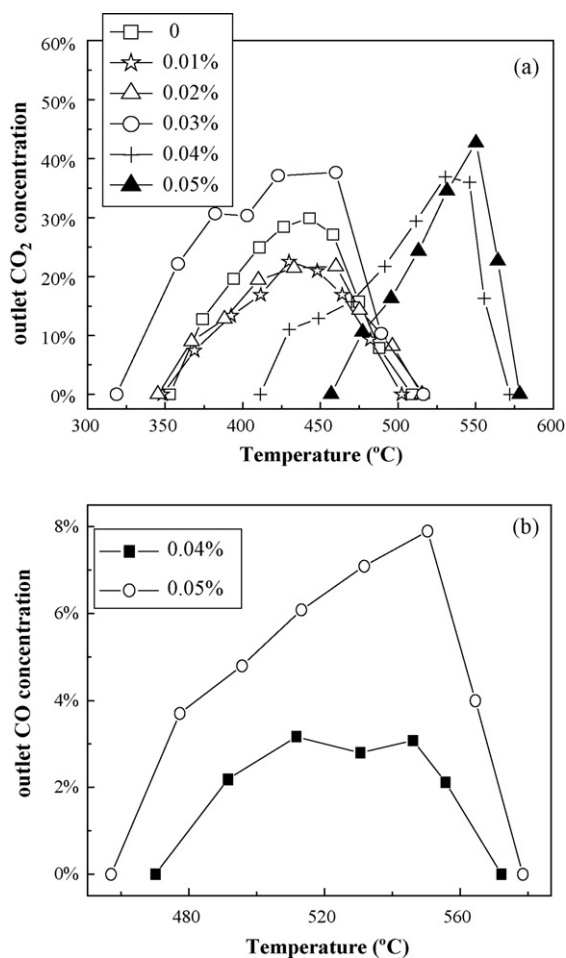 0
0.01%
0.02%
0.03%
0.04%
0.05%
(a)
60%
50%
40%
30%
20%
10%
0%
outlet CO₂ concentration
300 350 400 450 500 550 600
Temperature (ºC)
(b)
0.04%
0.05%
8%
6%
4%
2%
0%
outlet CO concentration
480 520 560
Temperature (ºC)